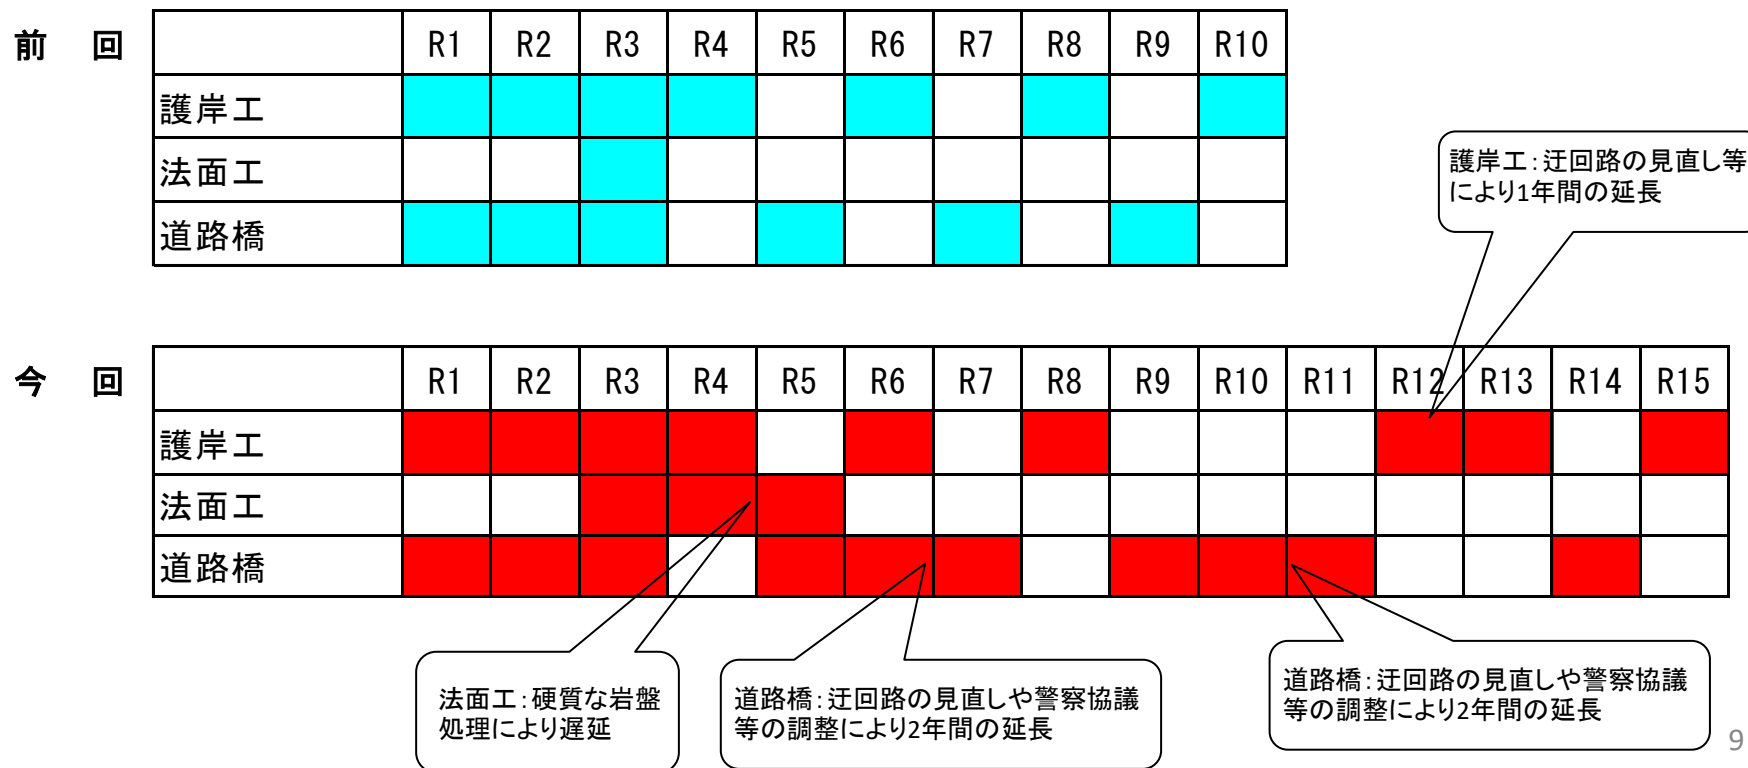 前 回
R1 R2 R3 R4 R5 R6 R7 R8 R9 R10
護岸工
法面工
道路橋
護岸工：迂回路の見直し等
により1年間の延長
今 回
R1 R2 R3 R4 R5 R6 R7 R8 R9 R10 R11 R12 R13 R14 R15
護岸工
法面工
道路橋
法面工：硬質な岩盤
処理により遅延
道路橋：迂回路の見直しや警察協議
等の調整により2年間の延長
道路橋：迂回路の見直しや警察協議
等の調整により2年間の延長
9